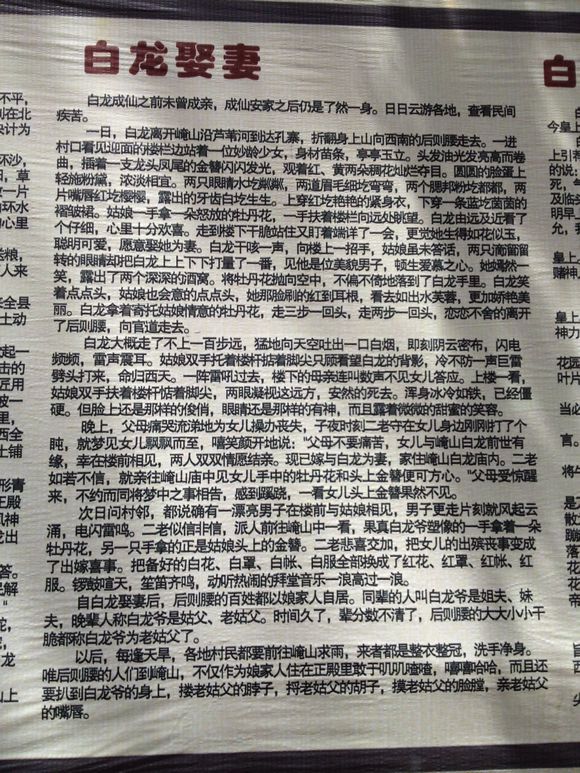 白龙娶妻
白龙成仙之前未曾成亲，成仙安家之后仍是了然一身。日日云游各地，查看民间
疾苦。
一日，白龙离开崦山沿芦苇河到达孔寨，折翻身上山向西南的后则腰走去。一进
村口看见迎面的楼栏边站着一位妙龄少女，身材苗条，亭亭玉立。头发油光发亮高而卷
曲，插着一支龙头凤尾的金簪闪闪发光，观着红、黄两朵绸花灿烂夺目。圆圆的脸蛋上
轻施粉黛，浓淡相宜。两只眼睛水圪粼粼，两道眉毛细圪弯弯，两个腮邦粉圪都都，两
片嘴唇红圪樱樱，露出的牙齿白圪生生。上穿红圪艳艳的紧身衣，下穿一条蓝圪茵茵的
褶皱裙。姑娘一手拿一朵怒放的牡丹花，一手扶着楼栏向远处眺望。白龙由远及近看了
个仔细，心里十分欢喜。走到楼下干脆站住又盯着端详了一会，更觉她生得如花似玉，
聪明可爱，愿意娶她为妻。白龙干咳一声，向楼上一招手，姑娘虽未答话，两只滴溜溜
转的眼睛却把白龙上上下下打量了一番，见他是位美貌男子，顿生爱慕之心。她嫣然一
笑，露出了两个深深的酒窝。将牡丹花抛向空中，不偏不倚地落到了白龙手里。白龙笑
着点点头，姑娘也会意的点点头，她那脸刷的红到耳根，看去如出水芙蓉，更加娇艳美
丽。白龙拿着寄托姑娘情意的牡丹花，走三步一回头，走两步一回头，恋恋不舍的离开
了后则腰，向官道走去。
白龙大概走了不上一百步远，猛地向天空吐出一口白烟，即刻阴云密布，闪电
频频，雷声震耳。姑娘双手托着楼杆掂着脚尖只顾看望白龙的背影，冷不防一声巨雷
劈头打来，命归西天。一阵雷吼过去，楼下的母亲连叫数声不见女儿答应。上楼一看，
姑娘双手扶着楼杆惦着脚尖，两眼凝视这远方，安然的死去。浑身冰冷如铁，已经僵
硬。但脸上还是那样的俊俏，眼睛还是那样的有神，而且露着微微的甜蜜的笑容。
晚上，父母痛哭充涕地为女儿操办丧失，子夜时刻二老守在女儿身边刚刚打了个
盹，就梦见女儿飘飘而至，嘻笑颜开地说：“父母不要痛苦，女儿与崦山白龙前世有
缘，幸在楼前相见，两人双双情愿结亲。现已嫁与白龙为妻，家住崦山白龙庙内。二老
如若不信，就亲往崦山庙中见女儿手中的牡丹花和头上金簪便可方心。”父母受惊醒
来，不约而同将梦中之事相告，感到蹊跷，一看女儿头上金簪果然不见。
次日问村邻，都说确有一漂亮男子在楼前与姑娘相见，男子更走片刻就风起云
涌，电闪雷鸣。二老似信非信，派人前往崦山中一看，果真白龙爷塑像的一手拿着一朵
牡丹花，另一只手拿的正是姑娘头上的金簪。二老悲喜交加，把女儿的出殡丧事变成
了出嫁喜事。把备好的白花、白罩、白帐、白服全部换成了红花、红罩、红帐、红
服。锣鼓喧天，笙笛齐鸣，动听热闹的拜堂音乐一浪高过一浪。
自白龙娶妻后，后则腰的百姓都以娘家人自居。同辈的人叫白龙爷是姐夫、妹
夫，晚辈人称白龙爷是姑父、老姑父。时间久了，辈分数不清了，后则腰的大大小小干
脆都称白龙爷为老姑父了。
以后，每逢天旱，各地村民都要前往崦山求雨，来者都是整衣整冠，洗手净身。
唯后则腰的人们到崦山，不仅作为娘家人住在正殿里敢于叽叽喳喳，嘻嘻哈哈，而且还
要扒到白龙爷的身上，搂老姑父的脖子，捋老姑父的胡子，摸老姑父的脸膛，亲老姑父
的嘴唇。